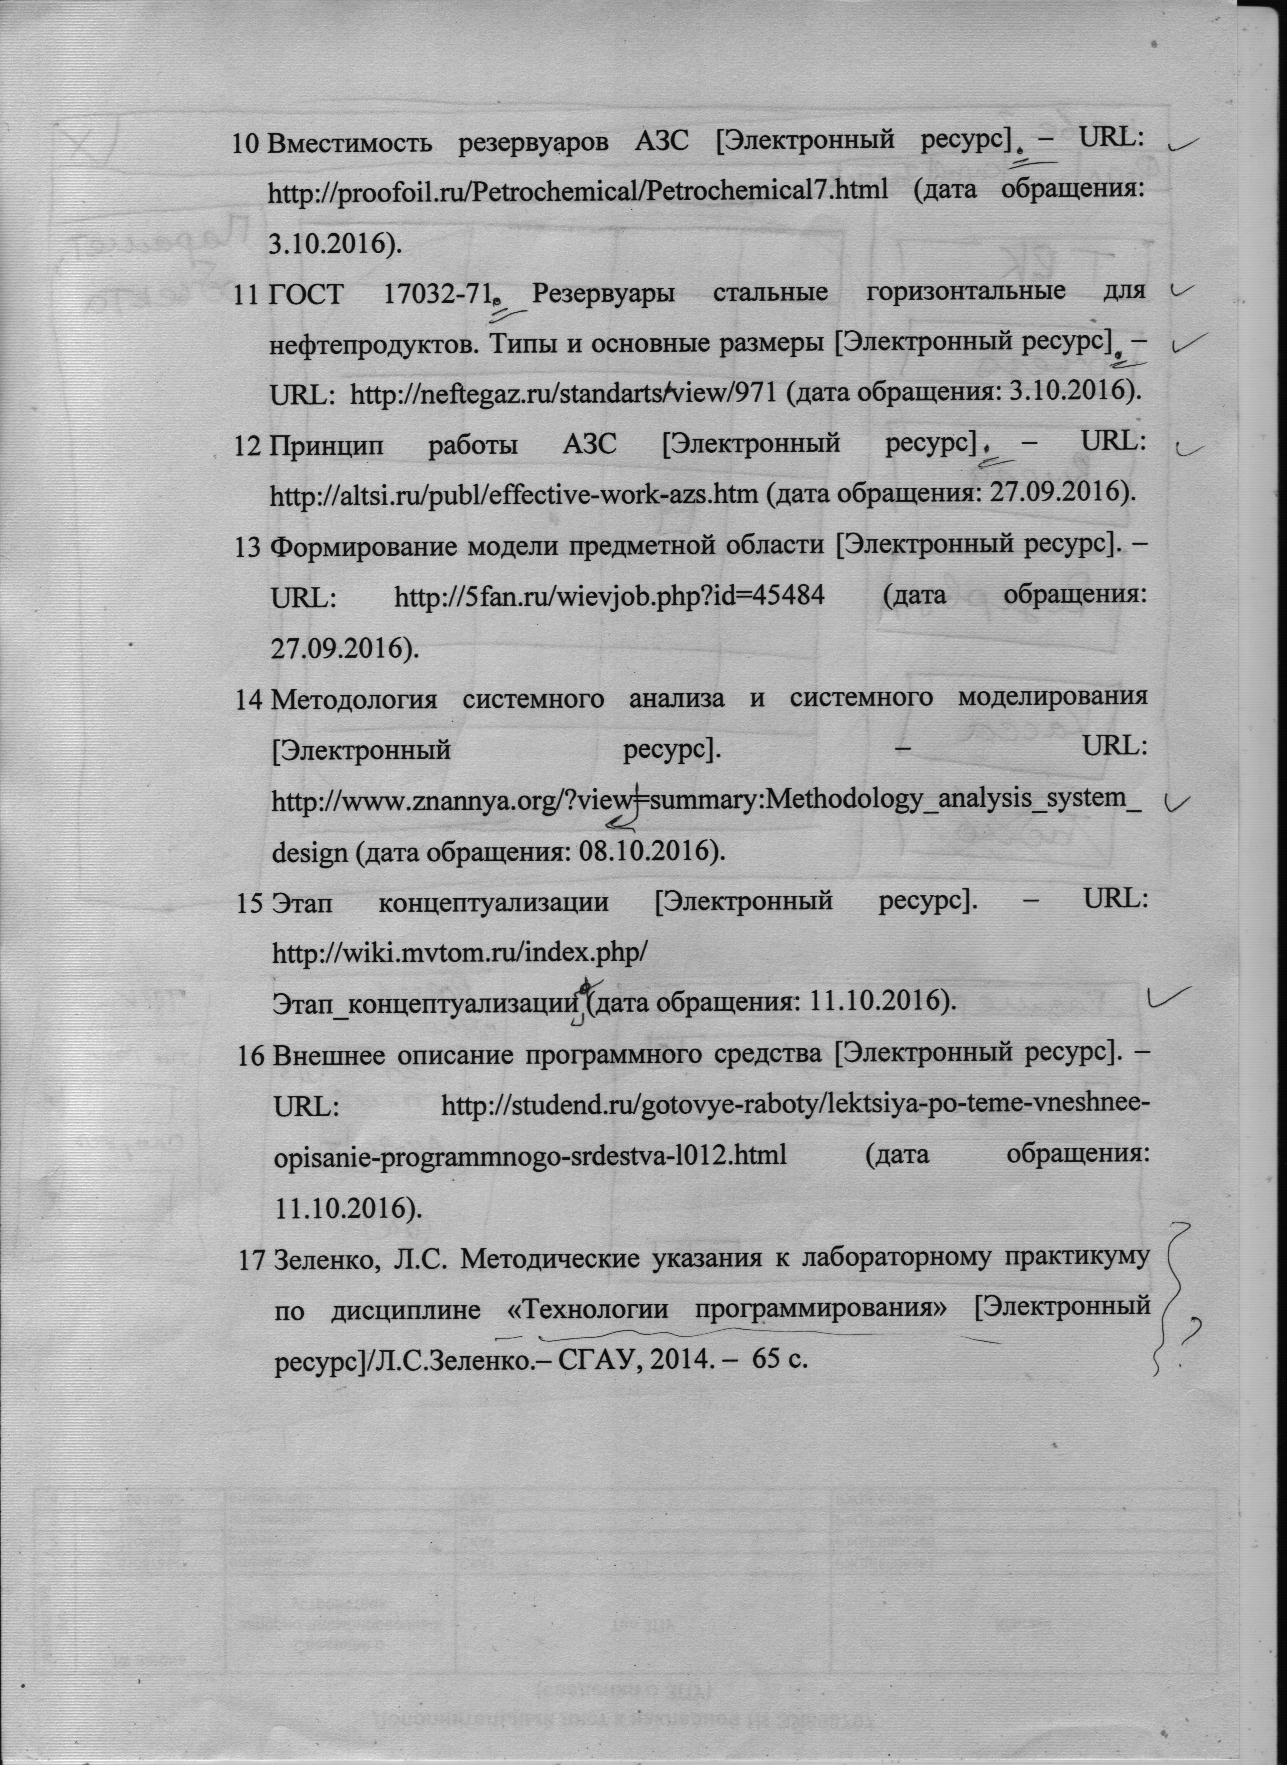 10 Вместимость резервуаров АЗС [Электронный ресурс]. – URL:
http://proofoil.ru/Petrochemical/Petrochemical7.html (дата обращения:
3.10.2016).
11 ГОСТ 17032-71. Резервуары стальные горизонтальные для
нефтепродуктов. Типы и основные размеры [Электронный ресурс]. –
URL: http://neftegaz.ru/standarts/view/971 (дата обращения: 3.10.2016).
12 Принцип работы АЗС [Электронный ресурс]. – URL:
http://altsi.ru/publ/effective-work-azs.htm (дата обращения: 27.09.2016).
13 Формирование модели предметной области [Электронный ресурс]. –
URL: http://5fan.ru/wievjob.php?id=45484 (дата обращения:
27.09.2016).
14 Методология системного анализа и системного моделирования
[Электронный ресурс]. – URL:
http://www.znannya.org/?view=summary:Methodology_analysis_system_
design (дата обращения: 08.10.2016).
15 Этап концептуализации [Электронный ресурс]. – URL:
http://wiki.mvtom.ru/index.php/
Этап_концептуализации (дата обращения: 11.10.2016).
16 Внешнее описание программного средства [Электронный ресурс]. –
URL: http://studend.ru/gotovye-raboty/lektsiya-po-teme-vneshnee-
opisanie-programmnogo-srdestva-l012.html (дата обращения:
11.10.2016).
17 Зеленко, Л.С. Методические указания к лабораторному практикуму
по дисциплине «Технологии программирования» [Электронный
ресурс]/Л.С.Зеленко.– СГАУ, 2014. – 65 с.
?